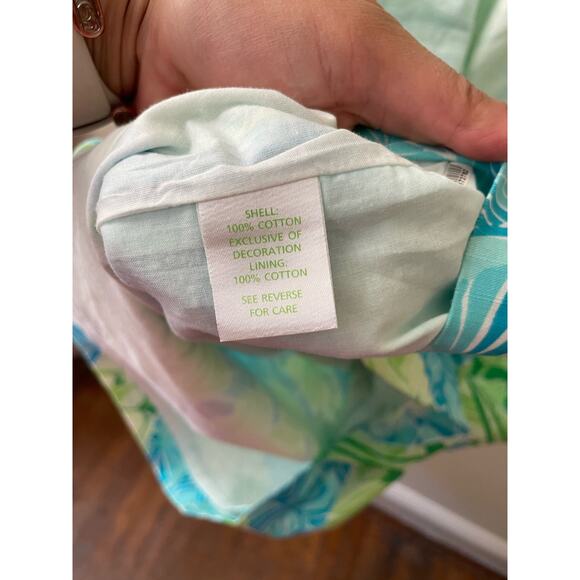 SHELL:
100% COTTON
EXCLUSIVE OF
DECORATION
LINING:
100% COTTON
SEE REVERSE
FOR CARE